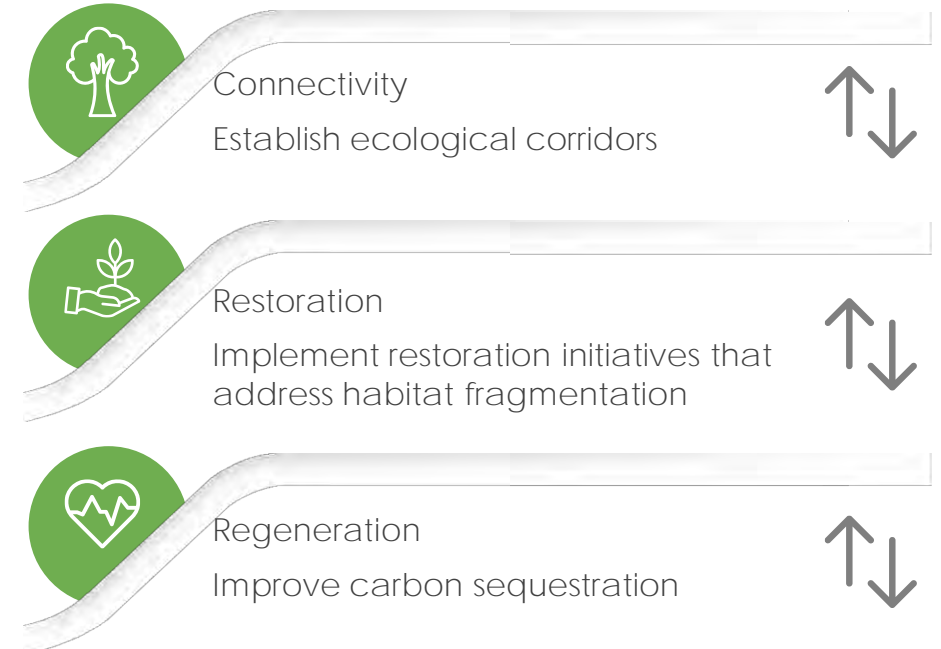 Connectivity
Establish ecological corridors
Restoration
Implement restoration initiatives that
address habitat fragmentation
Regeneration
Improve carbon sequestration